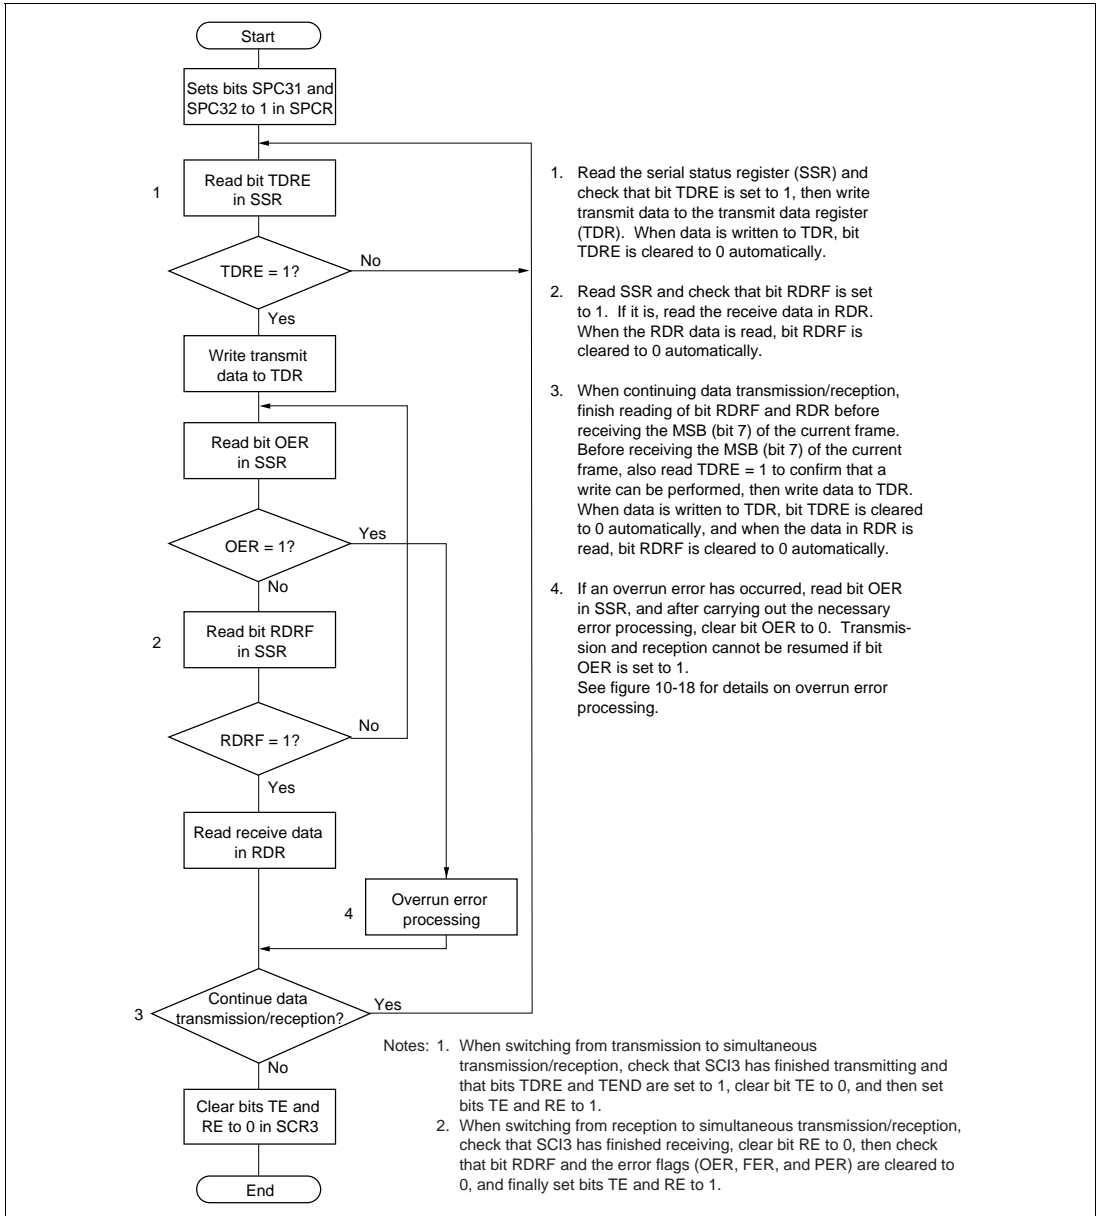 Start
Sets bits SPC31 and
SPC32 to 1 in SPCR
1
Read bit TDRE
in SSR
TDRE = 1?
No
Yes
Write transmit
data to TDR
Read bit OER
in SSR
OER = 1?
Yes
No
2
Read bit RDRF
in SSR
RDRF = 1?
No
Yes
Read receive data
in RDR
4
Overrun error
processing
3
Continue data
transmission/reception?
Yes
No
Clear bits TE and
RE to 0 in SCR3
End
1. Read the serial status register (SSR) and
check that bit TDRE is set to 1, then write
transmit data to the transmit data register
(TDR). When data is written to TDR, bit
TDRE is cleared to 0 automatically.
2. Read SSR and check that bit RDRF is set
to 1. If it is, read the receive data in RDR.
When the RDR data is read, bit RDRF is
cleared to 0 automatically.
3. When continuing data transmission/reception,
finish reading of bit RDRF and RDR before
receiving the MSB (bit 7) of the current frame.
Before receiving the MSB (bit 7) of the current
frame, also read TDRE = 1 to confirm that a
write can be performed, then write data to TDR.
When data is written to TDR, bit TDRE is cleared
to 0 automatically, and when the data in RDR is
read, bit RDRF is cleared to 0 automatically.
4. If an overrun error has occurred, read bit OER
in SSR, and after carrying out the necessary
error processing, clear bit OER to 0. Transmis-
sion and reception cannot be resumed if bit
OER is set to 1.
See figure 10-18 for details on overrun error
processing.
Notes: 1. When switching from transmission to simultaneous
transmission/reception, check that SCI3 has finished transmitting and
that bits TDRE and TEND are set to 1, clear bit TE to 0, and then set
bits TE and RE to 1.
2. When switching from reception to simultaneous transmission/reception,
check that SCI3 has finished receiving, clear bit RE to 0, then check
that bit RDRF and the error flags (OER, FER, and PER) are cleared to
0, and finally set bits TE and RE to 1.